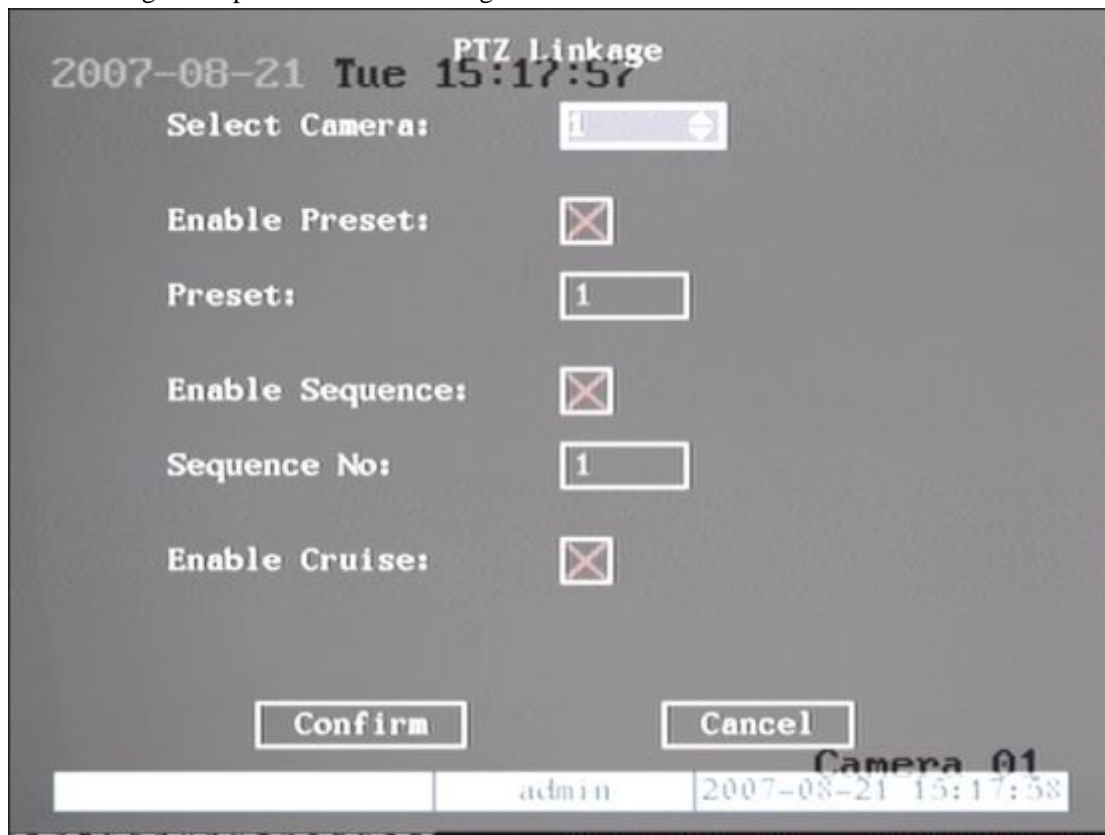 PTZ Linkage
2007-08-21 Tue 15:17:57
Select Camera: 1
Enable Preset:
Preset: 1
Enable Sequence:
Sequence No: 1
Enable Cruise:
Confirm Cancel
Camera 01
admin 2007-08-21 15:17:58